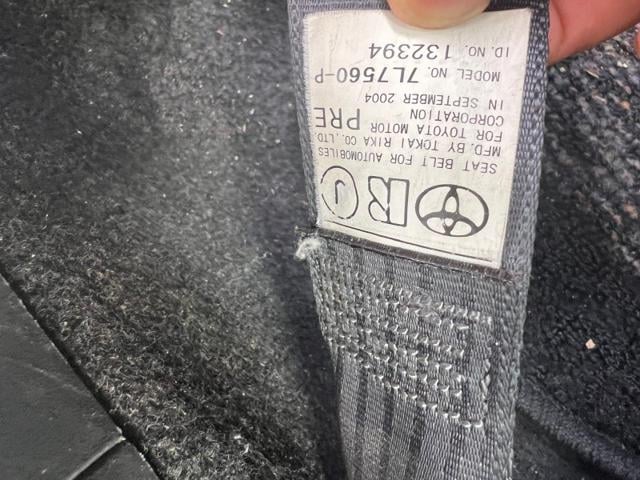 J
SEAT BELT FOR AUTOMOBILES
MFD. BY TOKAI RIKA CO., LTD.
FOR TOYOTA MOTOR PRE
CORPORATION
IN SEPTEMBER 2004
MODEL NO. 7L7560-P
ID. NO. 132394